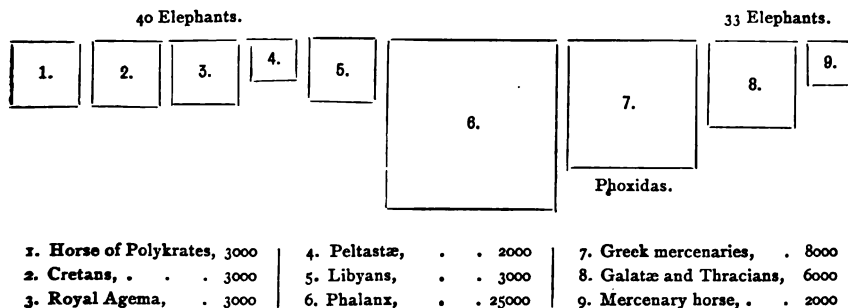 40 Elephants. 33 Elephants.
1. 2. 3. 4. 5. 6. 7. 8. 9.
Phoxidas.
1. Horse of Polykrates, 3000
2. Cretans, . . . 3000
3. Royal Agema, . 3000
4. Peltastæ, . . 2000
5. Libyans, . . 3000
6. Phalanx, . . 25000
7. Greek mercenaries, . 8000
8. Galatæ and Thracians, 6000
9. Mercenary horse, . . 2000